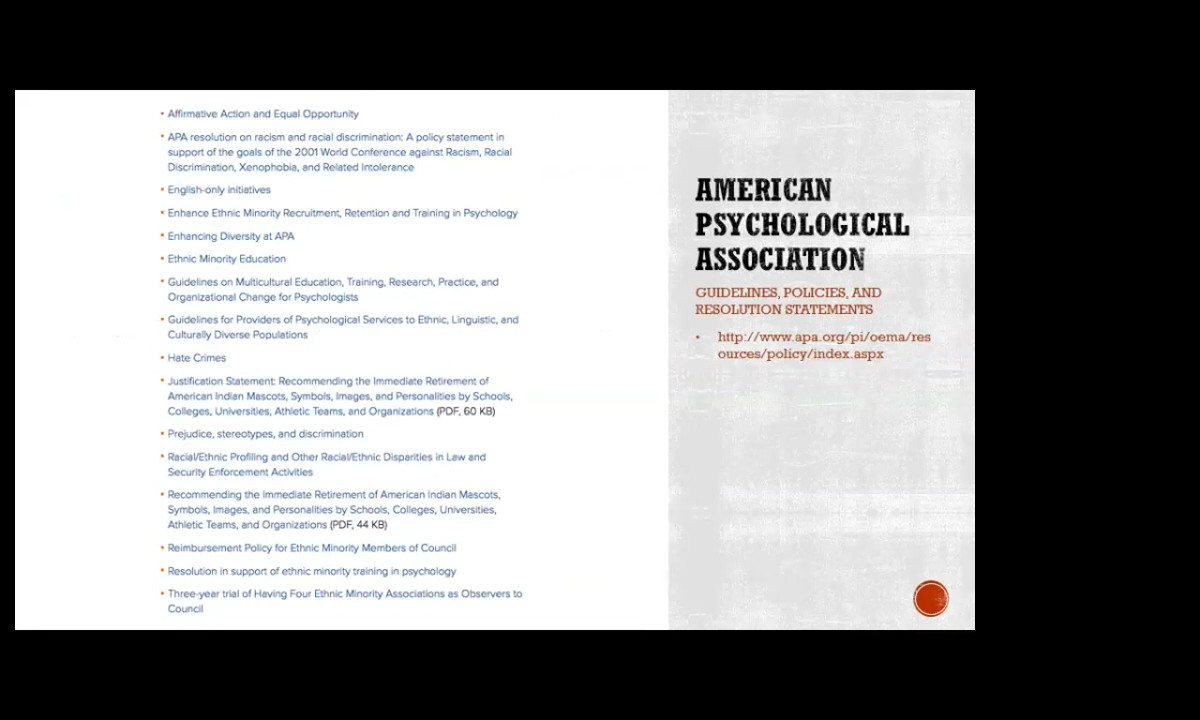 • Affirmative Action and Equal Opportunity
• APA resolution on racism and racial discrimination: A policy statement in
support of the goals of the 2001 World Conference against Racism, Racial
Discrimination, Xenophobia, and Related Intolerance
• English-only initiatives
• Enhance Ethnic Minority Recruitment, Retention and Training in Psychology
• Enhancing Diversity at APA
• Ethnic Minority Education
• Guidelines on Multicultural Education, Training, Research, Practice, and
Organizational Change for Psychologists
• Guidelines for Providers of Psychological Services to Ethnic, Linguistic, and
Culturally Diverse Populations
• Hate Crimes
• Justification Statement: Recommending the Immediate Retirement of
American Indian Mascots, Symbols, Images, and Personalities by Schools,
Colleges, Universities, Athletic Teams, and Organizations (PDF, 60 KB)
• Prejudice, stereotypes, and discrimination
• Racial/Ethnic Profiling and Other Racial/Ethnic Disparities in Law and
Security Enforcement Activities
• Recommending the Immediate Retirement of American Indian Mascots,
Symbols, Images, and Personalities by Schools, Colleges, Universities,
Athletic Teams, and Organizations (PDF, 44 KB)
• Reimbursement Policy for Ethnic Minority Members of Council
• Resolution in support of ethnic minority training in psychology
• Three-year trial of Having Four Ethnic Minority Associations as Observers to
Council
AMERICAN
PSYCHOLOGICAL
ASSOCIATION
GUIDELINES, POLICIES, AND
RESOLUTION STATEMENTS
• http://www.apa.org/pi/oema/res
ources/policy/index.aspx